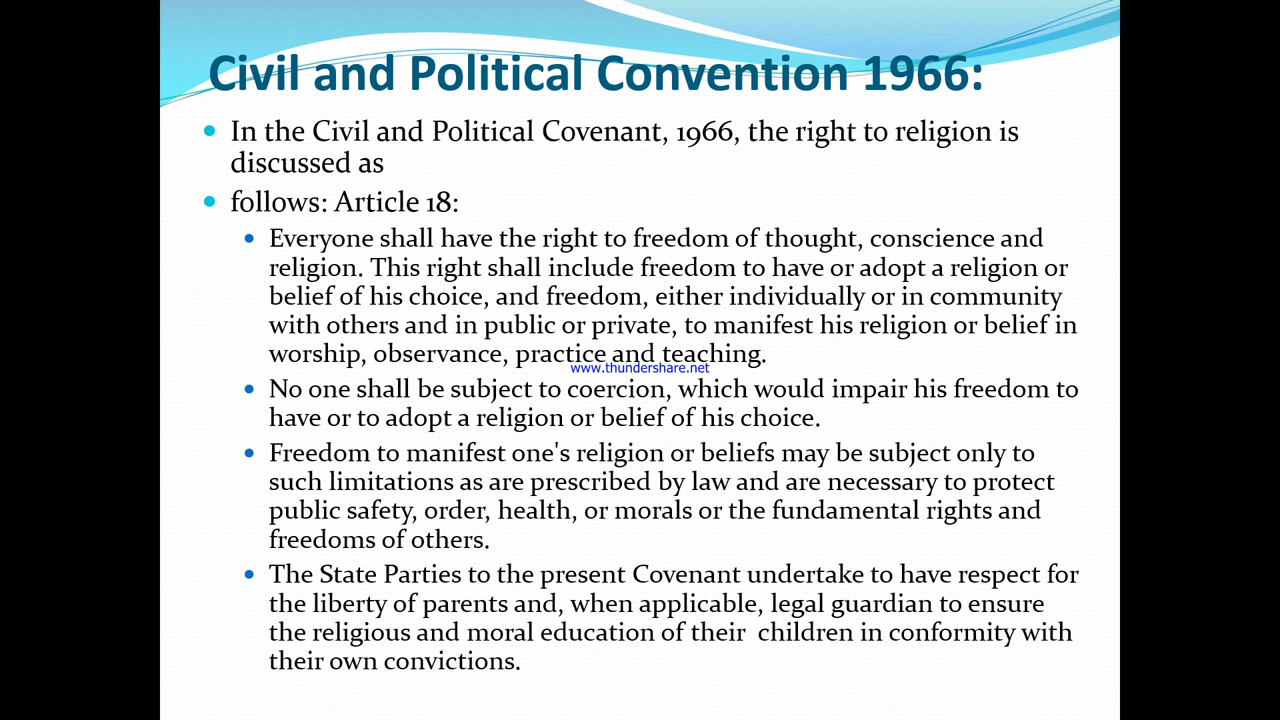 Civil and Political Convention 1966:
In the Civil and Political Covenant, 1966, the right to religion is
discussed as
follows: Article 18:
Everyone shall have the right to freedom of thought, conscience and
religion. This right shall include freedom to have or adopt a religion or
belief of his choice, and freedom, either individually or in community
with others and in public or private, to manifest his religion or belief in
worship, observance, practice and teaching.
www.thundershare.net
No one shall be subject to coercion, which would impair his freedom to
have or to adopt a religion or belief of his choice.
Freedom to manifest one's religion or beliefs may be subject only to
such limitations as are prescribed by law and are necessary to protect
public safety, order, health, or morals or the fundamental rights and
freedoms of others.
The State Parties to the present Covenant undertake to have respect for
the liberty of parents and, when applicable, legal guardian to ensure
the religious and moral education of their  children in conformity with
their own convictions.